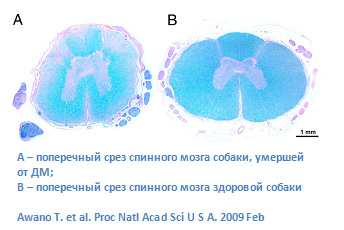 A B
1 mm
А – поперечный срез спинного мозга собаки, умершей
от ДМ;
В – поперечный срез спинного мозга здоровой собаки
Awano T. et al. Proc Natl Acad Sci U S A. 2009 Feb